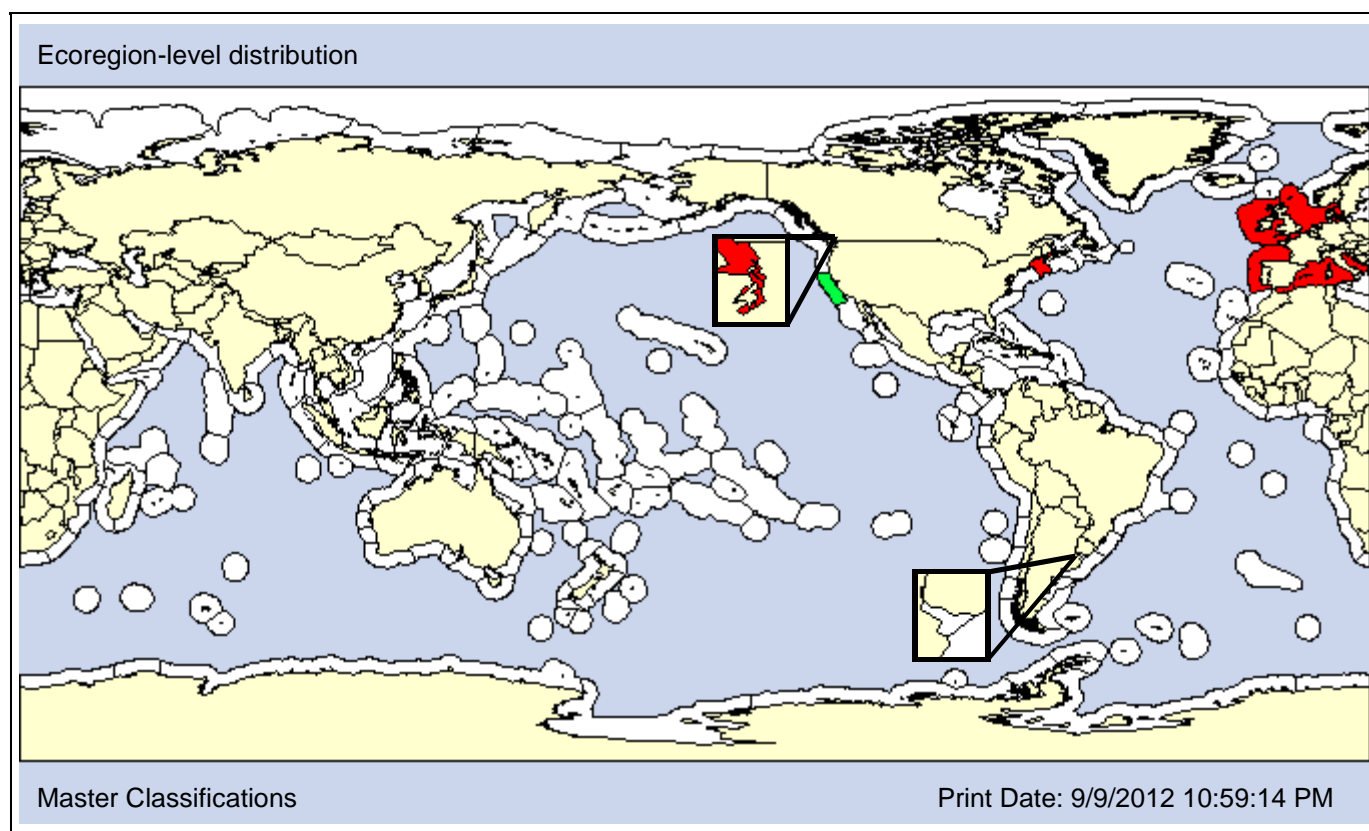 Ecoregion-level distribution
Master Classifications
Print Date: 9/9/2012 10:59:14 PM